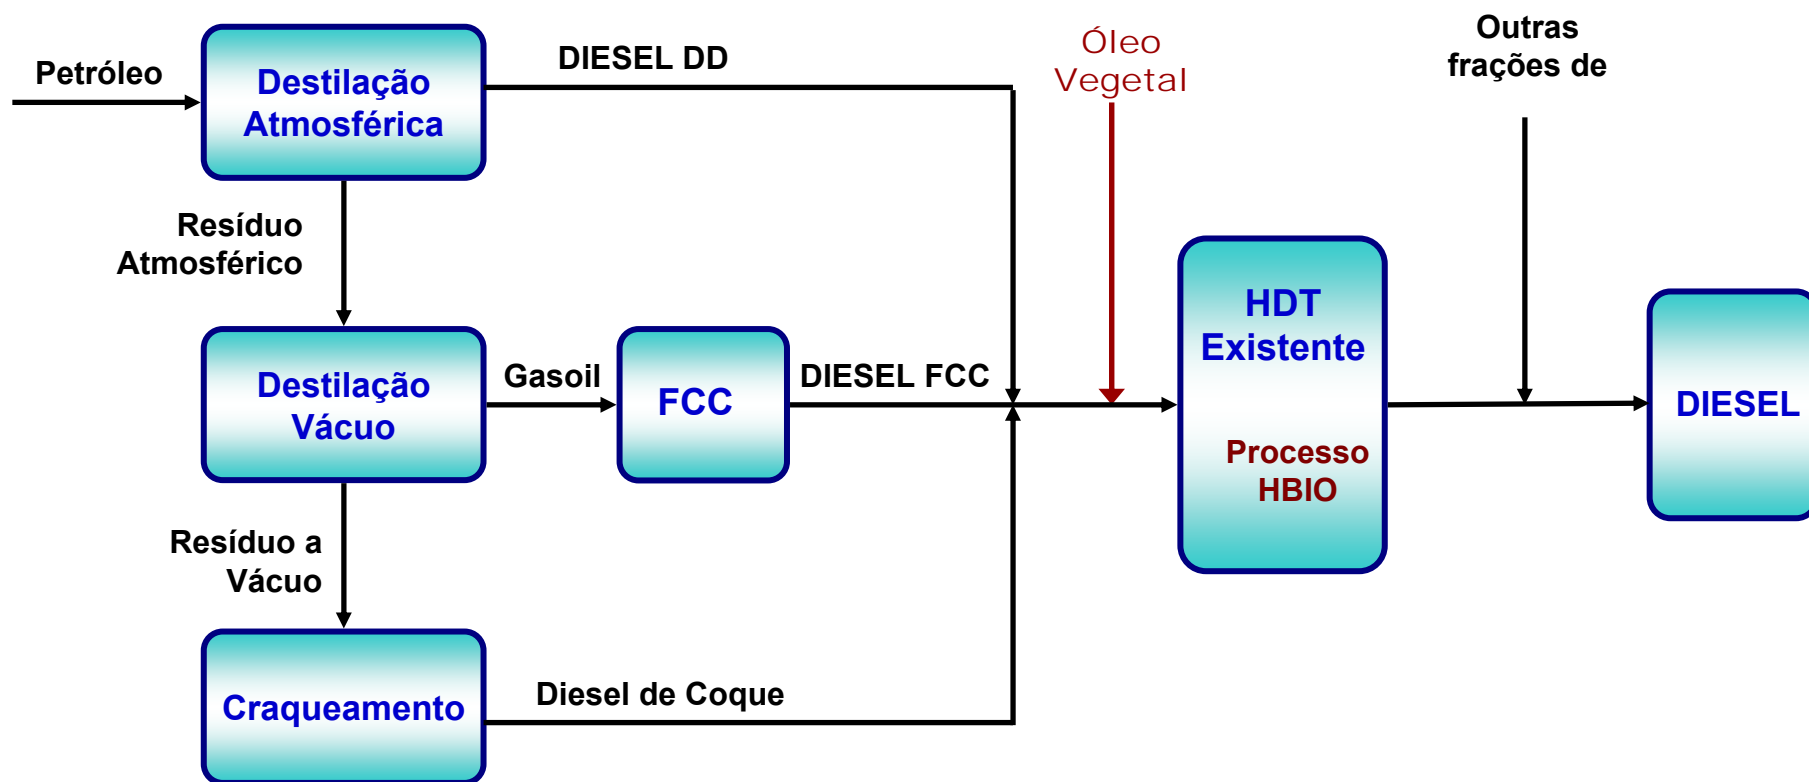 Petróleo
Destilação
Atmosférica
DIESEL DD
Óleo
Vegetal
Outras
frações de
Resíduo
Atmosférico
Destilação
Vácuo
Gasoil
FCC
DIESEL FCC
HDT
Existente
Processo
HBIO
DIESEL
Resíduo a
Vácuo
Craqueamento
Diesel de Coque